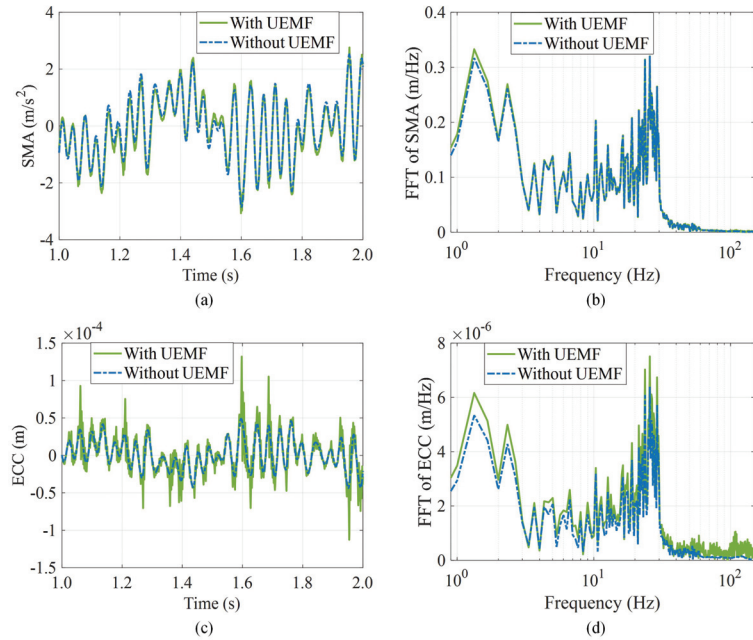 With UEMF
Without UEMF
SMA (m/s²)
4
2
0
-2
-4
1.0 1.2 1.4 1.6 1.8 2.0
Time (s)
(a)
With UEMF
Without UEMF
FFT of SMA (m/Hz)
0.4
0.3
0.2
0.1
0
10⁰ 10¹ 10²
Frequency (Hz)
(b)
×10⁻⁴
With UEMF
Without UEMF
ECC (m)
1.5
1
0.5
0
-0.5
-1
-1.5
1.0 1.2 1.4 1.6 1.8 2.0
Time (s)
(c)
×10⁻⁶
With UEMF
Without UEMF
FFT of ECC (m/Hz)
8
6
4
2
0
10⁰ 10¹ 10²
Frequency (Hz)
(d)